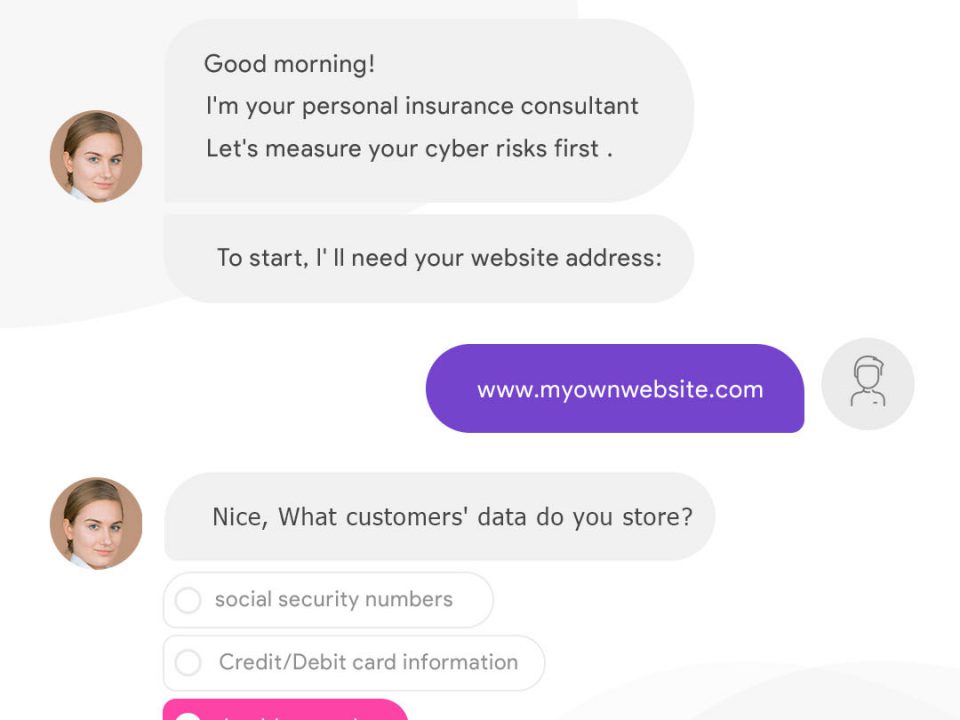 Good morning!
I'm your personal insurance consultant
Let's measure your cyber risks first .
To start, I' ll need your website address:
www.myownwebsite.com
Nice, What customers' data do you store?
social security numbers
Credit/Debit card information